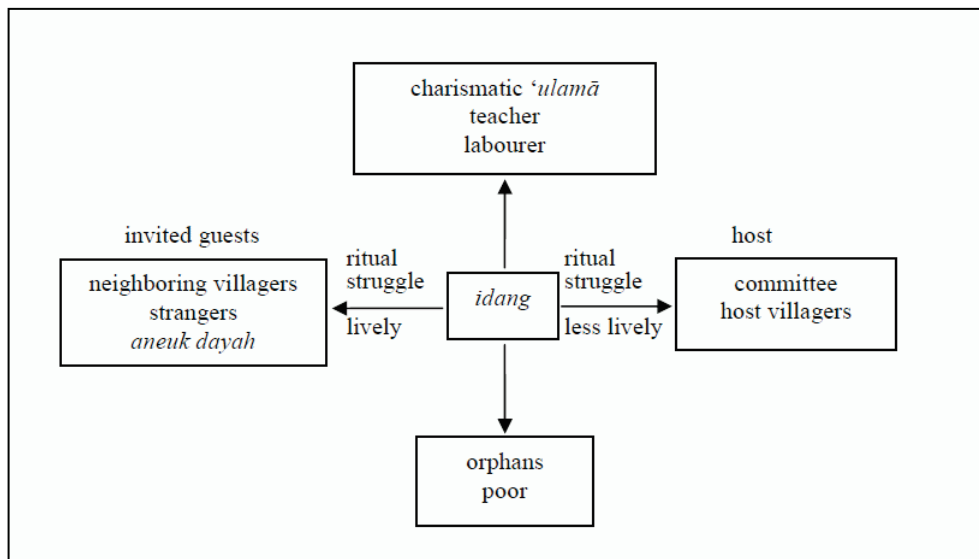 charismatic ‘ulamā
teacher
labourer
invited guests
neighboring villagers
strangers
aneuk dayah
ritual
struggle
lively
idang
ritual
struggle
less lively
host
committee
host villagers
orphans
poor